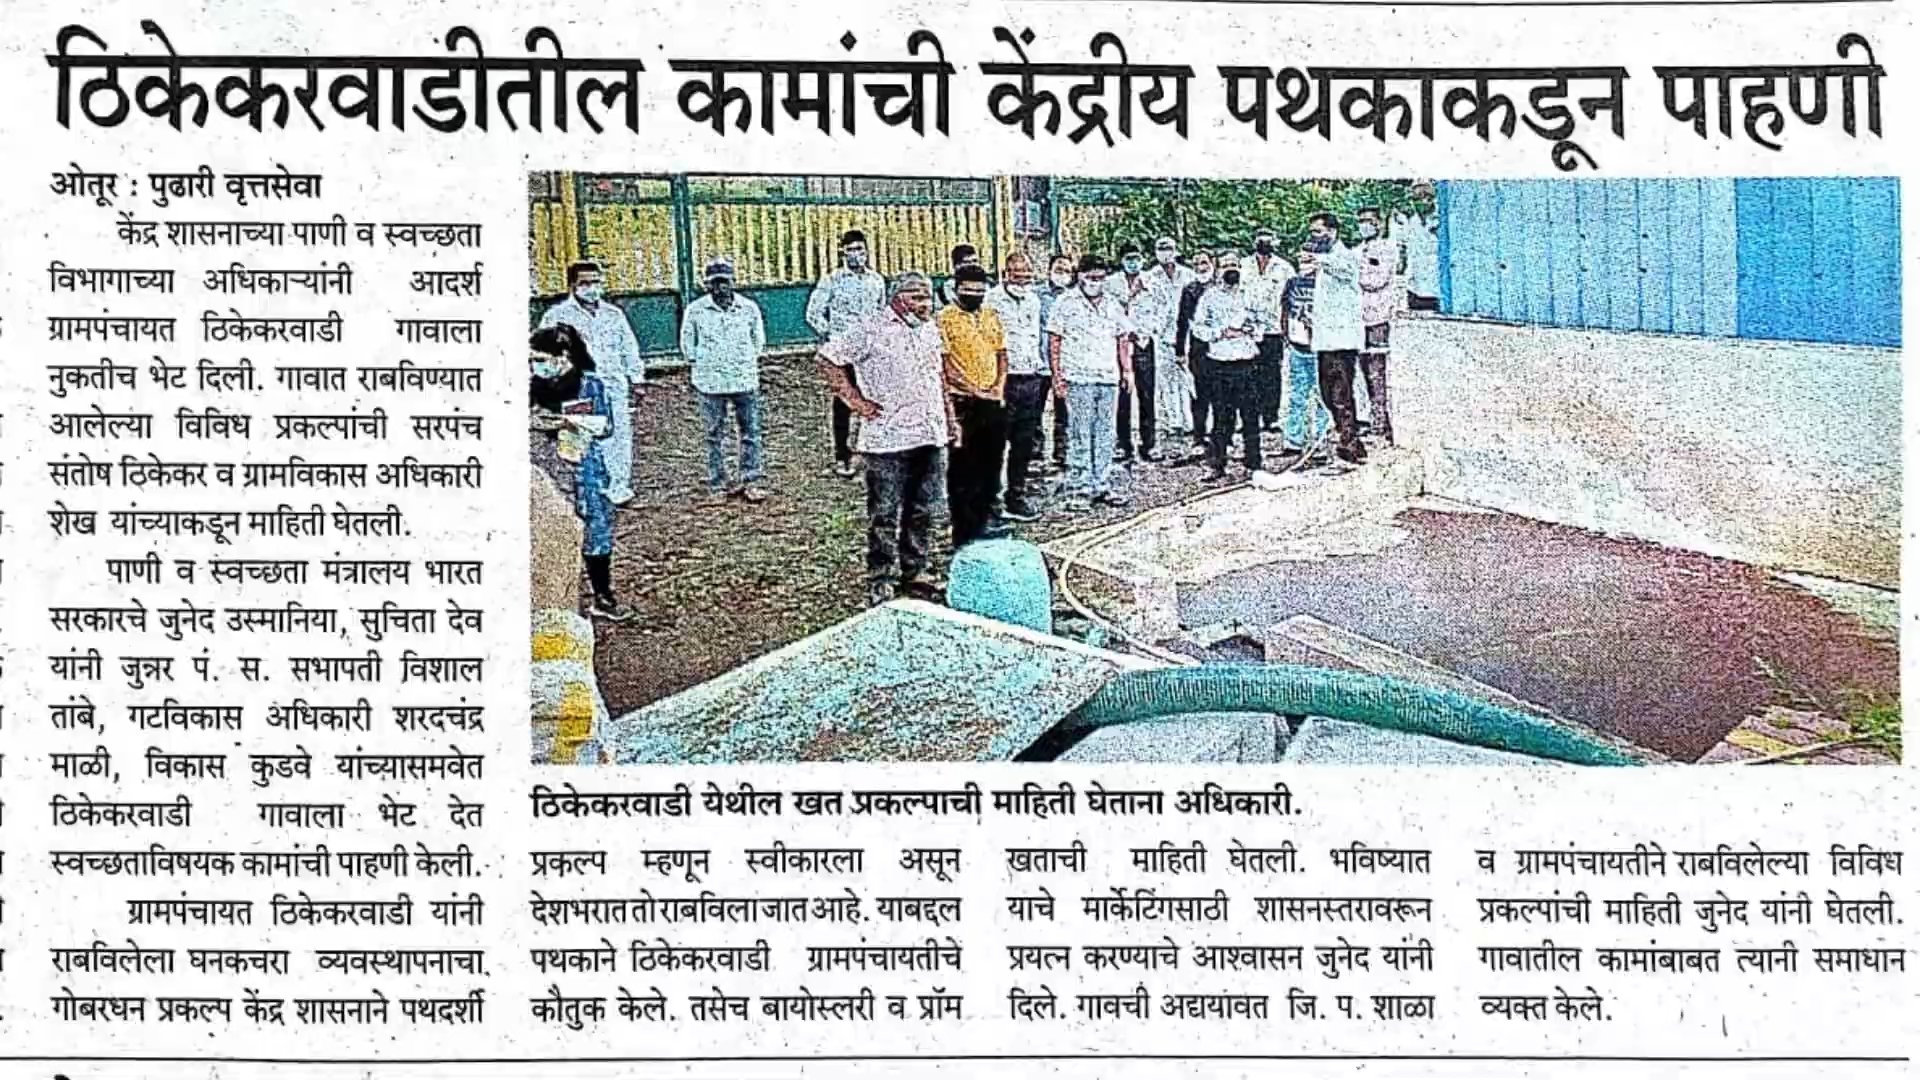 ठिकेकरवाडीतील कामांची केंद्रीय पथकाकडून पाहणी
ओतूर : पुढारी वृत्तसेवा
केंद्र शासनाच्या पाणी व स्वच्छता
विभागाच्या अधिकाऱ्यांनी आदर्श
ग्रामपंचायत ठिकेकरवाडी गावाला
नुकतीच भेट दिली. गावात राबविण्यात
आलेल्या विविध प्रकल्पांची सरपंच
संतोष ठिकेकर व ग्रामविकास अधिकारी
शेख यांच्याकडून माहिती घेतली.
पाणी व स्वच्छता मंत्रालय भारत
सरकारचे जुनेद उस्मानिया, सुचिता देव
यांनी जुन्नर पं. स. सभापती विशाल
तांबे, गटविकास अधिकारी शरदचंद्र
माळी, विकास कुडवे यांच्यासमवेत
ठिकेकरवाडी गावाला भेट देत
स्वच्छताविषयक कामांची पाहणी केली.
ग्रामपंचायत ठिकेकरवाडी यांनी
राबविलेला घनकचरा व्यवस्थापनाचा
गोबरधन प्रकल्प केंद्र शासनाने पथदर्शी
ठिकेकरवाडी येथील खत प्रकल्पाची माहिती घेताना अधिकारी.
प्रकल्प म्हणून स्वीकारला असून
देशभरात तो राबविला जात आहे. याबद्दल
पथकाने ठिकेकरवाडी ग्रामपंचायतीचे
कौतुक केले. तसेच बायोस्लरी व प्रॉम
खताची माहिती घेतली. भविष्यात
याचे मार्केटिंगसाठी शासनस्तरावरून
प्रयत्न करण्याचे आश्वासन जुनेद यांनी
दिले. गावची अद्ययावत जि. प. शाळा
व ग्रामपंचायतीने राबविलेल्या विविध
प्रकल्पांची माहिती जुनेद यांनी घेतली.
गावातील कामांबाबत त्यानी समाधान
व्यक्त केले.